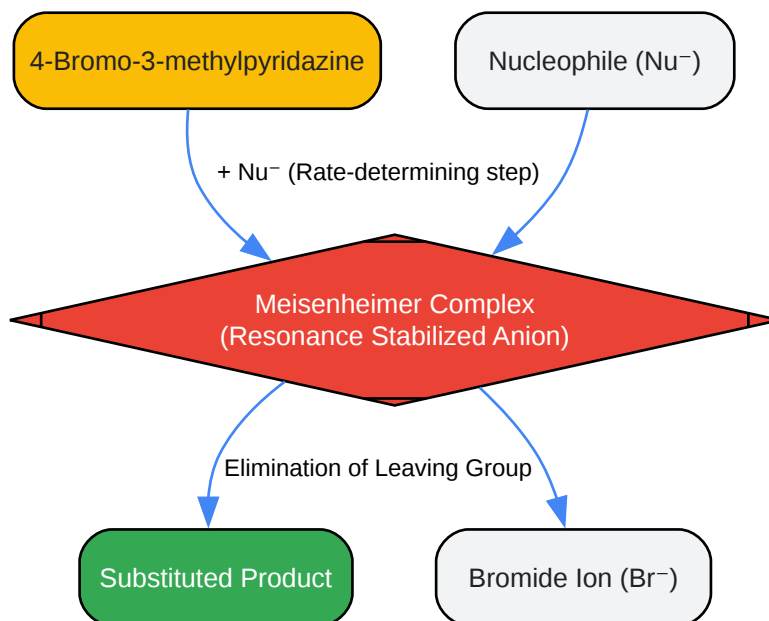 4-Bromo-3-methylpyridazine
Nucleophile (Nu⁻)
+ Nu⁻ (Rate-determining step)
Meisenheimer Complex
(Resonance Stabilized Anion)
Elimination of Leaving Group
Substituted Product
Bromide Ion (Br⁻)